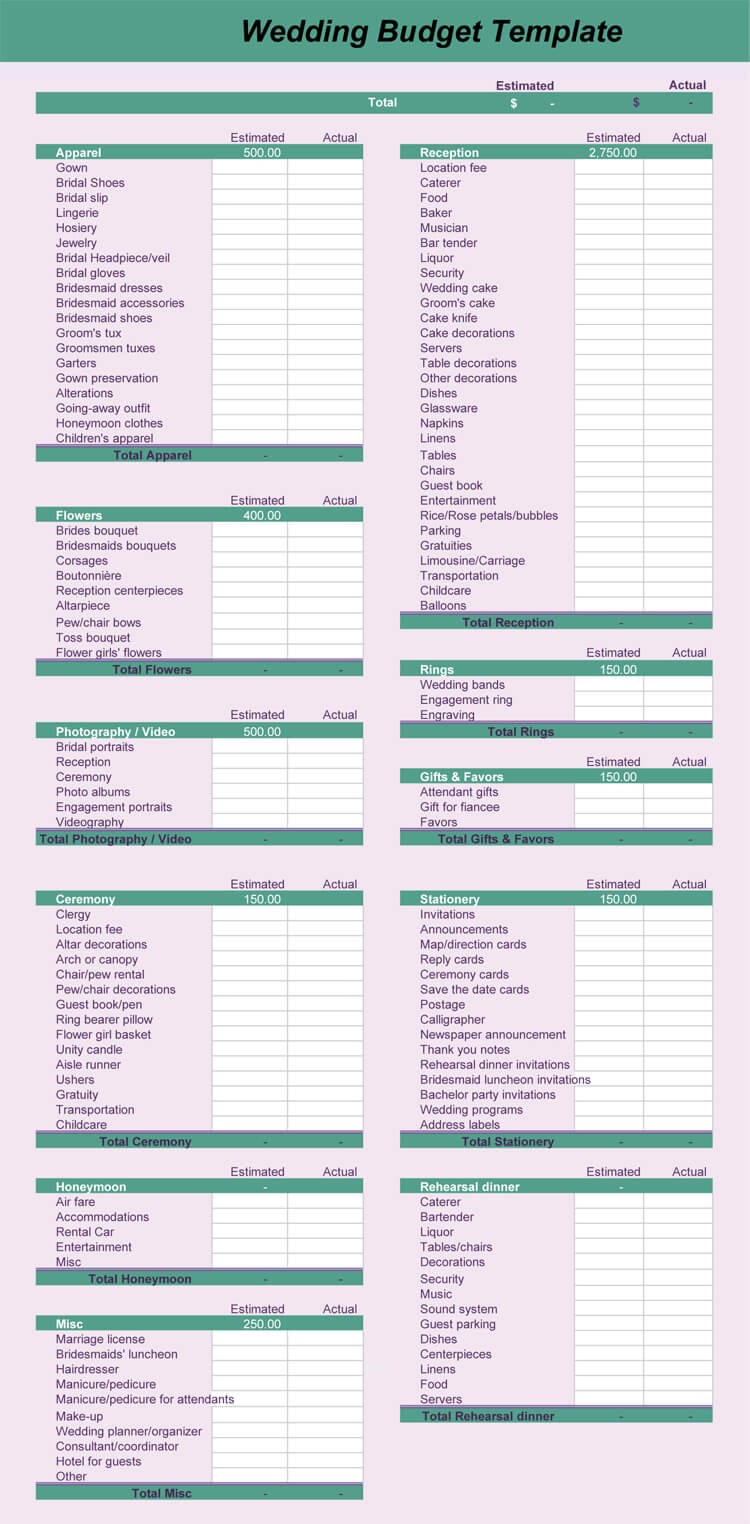 Wedding Budget Template
Estimated Actual
Total $ - $ -
Estimated Actual
Apparel 500.00
Gown
Bridal Shoes
Bridal slip
Lingerie
Hosiery
Jewelry
Bridal Headpiece/veil
Bridal gloves
Bridesmaid dresses
Bridesmaid accessories
Bridesmaid shoes
Groom's tux
Groomsmen tuxes
Garters
Gown preservation
Alterations
Going-away outfit
Honeymoon clothes
Children's apparel
Total Apparel - -
Estimated Actual
Flowers 400.00
Brides bouquet
Bridesmaids bouquets
Corsages
Boutonnière
Reception centerpieces
Altarpiece
Pew/chair bows
Toss bouquet
Flower girls' flowers
Total Flowers - -
Estimated Actual
Photography / Video 500.00
Bridal portraits
Reception
Ceremony
Photo albums
Engagement portraits
Videography
Total Photography / Video - -
Estimated Actual
Ceremony 150.00
Clergy
Location fee
Altar decorations
Arch or canopy
Chair/pew rental
Pew/chair decorations
Guest book/pen
Ring bearer pillow
Flower girl basket
Unity candle
Aisle runner
Ushers
Gratuity
Transportation
Childcare
Total Ceremony - -
Estimated Actual
Honeymoon -
Air fare
Accommodations
Rental Car
Entertainment
Misc
Total Honeymoon - -
Estimated Actual
Misc 250.00
Marriage license
Bridesmaids' luncheon
Hairdresser
Manicure/pedicure
Manicure/pedicure for attendants
Make-up
Wedding planner/organizer
Consultant/coordinator
Hotel for guests
Other
Total Misc - -
Estimated Actual
Reception 2,750.00
Location fee
Caterer
Food
Baker
Musician
Bar tender
Liquor
Security
Wedding cake
Groom's cake
Cake knife
Cake decorations
Servers
Table decorations
Other decorations
Dishes
Glassware
Napkins
Linens
Tables
Chairs
Guest book
Entertainment
Rice/Rose petals/bubbles
Parking
Gratuities
Limousine/Carriage
Transportation
Childcare
Balloons
Total Reception - -
Estimated Actual
Rings 150.00
Wedding bands
Engagement ring
Engraving
Total Rings - -
Estimated Actual
Gifts & Favors 150.00
Attendant gifts
Gift for fiancee
Favors
Total Gifts & Favors - -
Estimated Actual
Stationery 150.00
Invitations
Announcements
Map/direction cards
Reply cards
Ceremony cards
Save the date cards
Postage
Calligrapher
Newspaper announcement
Thank you notes
Rehearsal dinner invitations
Bridesmaid luncheon invitations
Bachelor party invitations
Wedding programs
Address labels
Total Stationery - -
Estimated Actual
Rehearsal dinner -
Caterer
Bartender
Liquor
Tables/chairs
Decorations
Security
Music
Sound system
Guest parking
Dishes
Centerpieces
Linens
Food
Servers
Total Rehearsal dinner - -